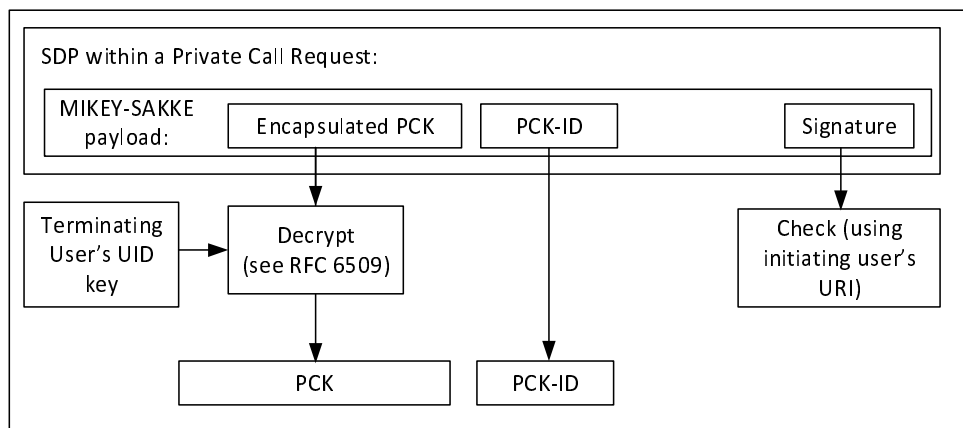 SDP within a Private Call Request:
MIKEY-SAKKE
payload:
Encapsulated PCK
PCK-ID
Signature
Terminating
User’s UID
key
Decrypt
(see RFC 6509)
Check (using
initiating user’s
URI)
PCK
PCK-ID